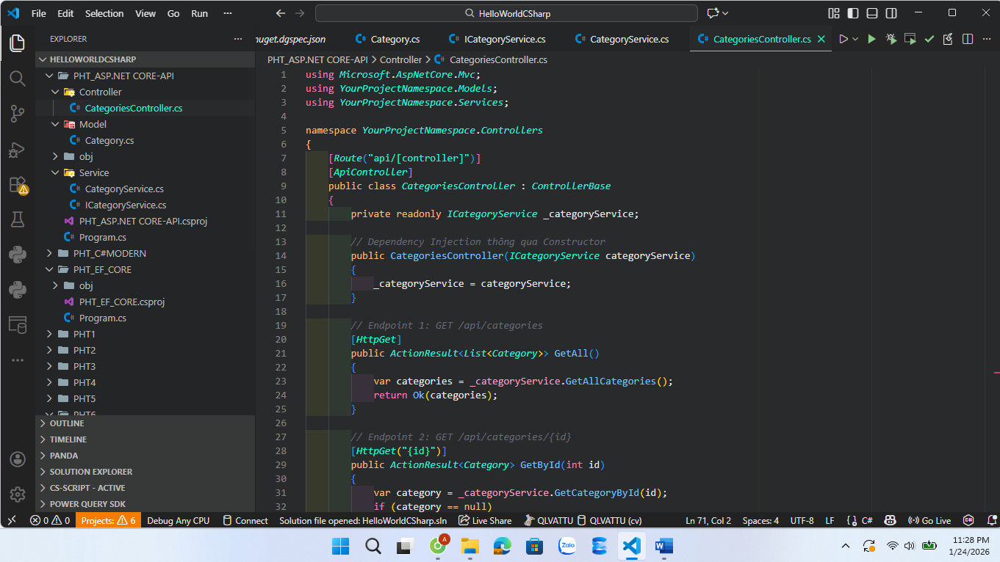 File Edit Selection View Go Run ··· HelloWorldCSharp
EXPLORER ···
nuget.dgspec.json C# Category.cs C# ICategoryService.cs C# CategoryService.cs C# CategoriesController.cs
HELLOWORLDCSHARP
PHT_ASP.NET CORE-API
Controller
C# CategoriesController.cs
Model
C# Category.cs
obj
Service
C# CategoryService.cs
C# ICategoryService.cs
PHT_ASP.NET CORE-API.csproj
C# Program.cs
PHT_C#MODERN
PHT_EF_CORE
obj
PHT_EF_CORE.csproj
C# Program.cs
PHT1
PHT2
PHT3
PHT4
PHT5
PHT6
OUTLINE
TIMELINE
PANDA
SOLUTION EXPLORER
CS-SCRIPT - ACTIVE
POWER QUERY SDK
PHT_ASP.NET CORE-API > Controller > C# CategoriesController.cs
1 using Microsoft.AspNetCore.Mvc;
2 using YourProjectNamespace.Models;
3 using YourProjectNamespace.Services;
4
5 namespace YourProjectNamespace.Controllers
6 {
7 [Route("api/[controller]")]
8 [ApiController]
9 public class CategoriesController : ControllerBase
10 {
11 private readonly ICategoryService _categoryService;
12
13 // Dependency Injection thông qua Constructor
14 public CategoriesController(ICategoryService categoryService)
15 {
16 _categoryService = categoryService;
17 }
18
19 // Endpoint 1: GET /api/categories
20 [HttpGet]
21 public ActionResult<List<Category>> GetAll()
22 {
23 var categories = _categoryService.GetAllCategories();
24 return Ok(categories);
25 }
26
27 // Endpoint 2: GET /api/categories/{id}
28 [HttpGet("{id}")]
29 public ActionResult<Category> GetById(int id)
30 {
31 var category = _categoryService.GetCategoryById(id);
32 if (category == null)
0 0 Projects: 6 Debug Any CPU Connect Solution file opened: HelloWorldCSharp.sln Live Share QLVATTU QLVATTU (cv) Ln 71, Col 2 Spaces: 4 UTF-8 LF {} C# Go Live
A Zalo W
11:28 PM
1/24/2026